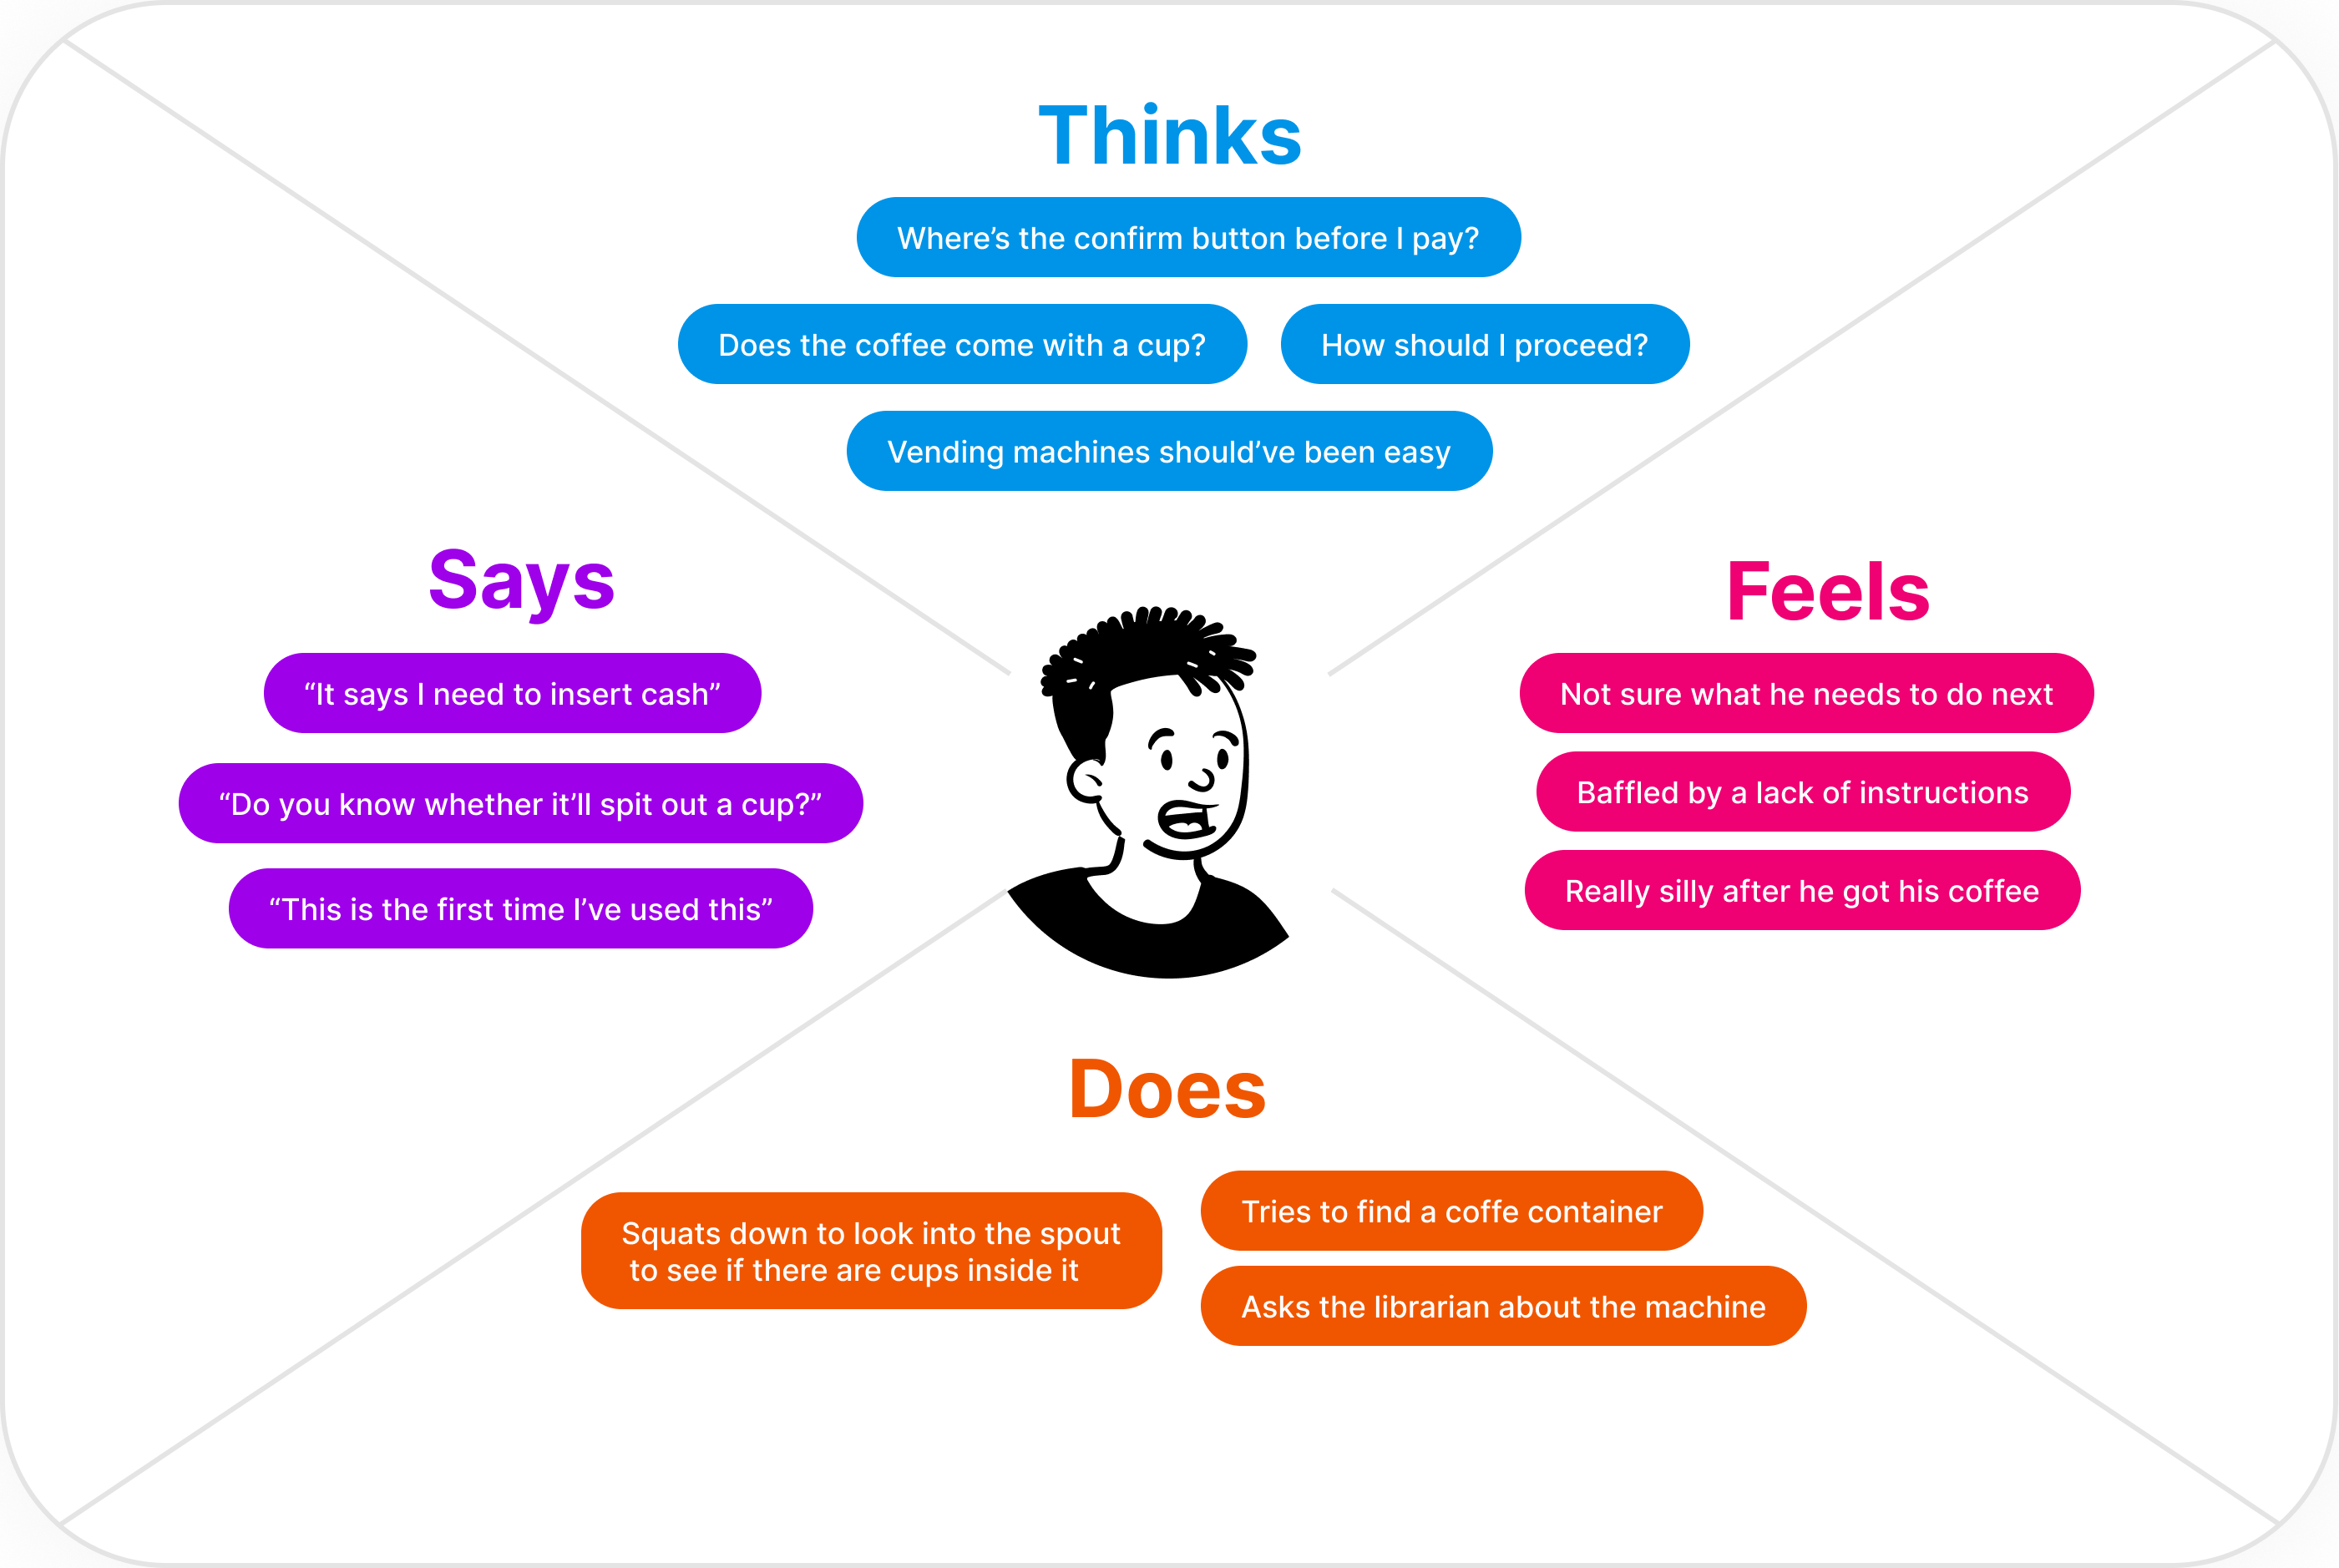 Thinks
Where’s the confirm button before I pay?
Does the coffee come with a cup?
How should I proceed?
Vending machines should’ve been easy
Says
“It says I need to insert cash”
“Do you know whether it’ll spit out a cup?”
“This is the first time I’ve used this”
Feels
Not sure what he needs to do next
Baffled by a lack of instructions
Really silly after he got his coffee
Does
Squats down to look into the spout
to see if there are cups inside it
Tries to find a coffe container
Asks the librarian about the machine